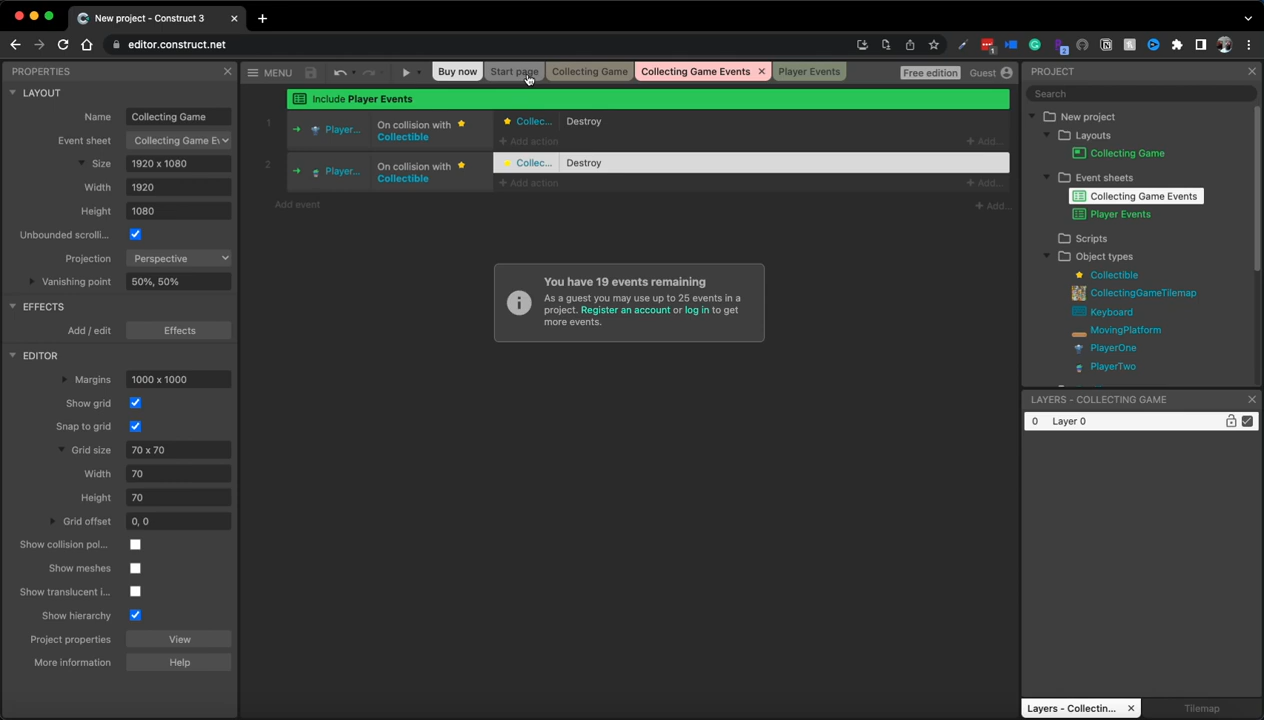 New project - Construct 3
editor.construct.net
1
2
PROPERTIES
MENU
Buy now
Start page
Collecting Game
Collecting Game Events
Player Events
Free edition
Guest
PROJECT
LAYOUT
Name
Collecting Game
Event sheet
Size
1920 x 1080
Width
1920
Height
1080
Unbounded scrolli...
Projection
Perspective
Vanishing point
50%, 50%
EFFECTS
Add / edit
Effects
EDITOR
Margins
1000 x 1000
Show grid
Snap to grid
Grid size
70 x 70
Width
70
Height
70
Grid offset
0, 0
Show collision pol...
Show meshes
Show translucent i...
Show hierarchy
Project properties
View
More information
Help
Include Player Events
1
Player...
On collision with
Collectible
Collec...
Destroy
+ Add action
+ Add...
2
Player...
On collision with
Collectible
Collec...
Destroy
+ Add action
+ Add...
Add event
+ Add...
You have 19 events remaining
As a guest you may use up to 25 events in a
project. Register an account or log in to get
more events.
Search
New project
Layouts
Collecting Game
Event sheets
Collecting Game Events
Player Events
Scripts
Object types
Collectible
CollectingGameTilemap
Keyboard
MovingPlatform
PlayerOne
PlayerTwo
LAYERS - COLLECTING GAME
0 Layer 0
Layers - Collectin...
Tilemap